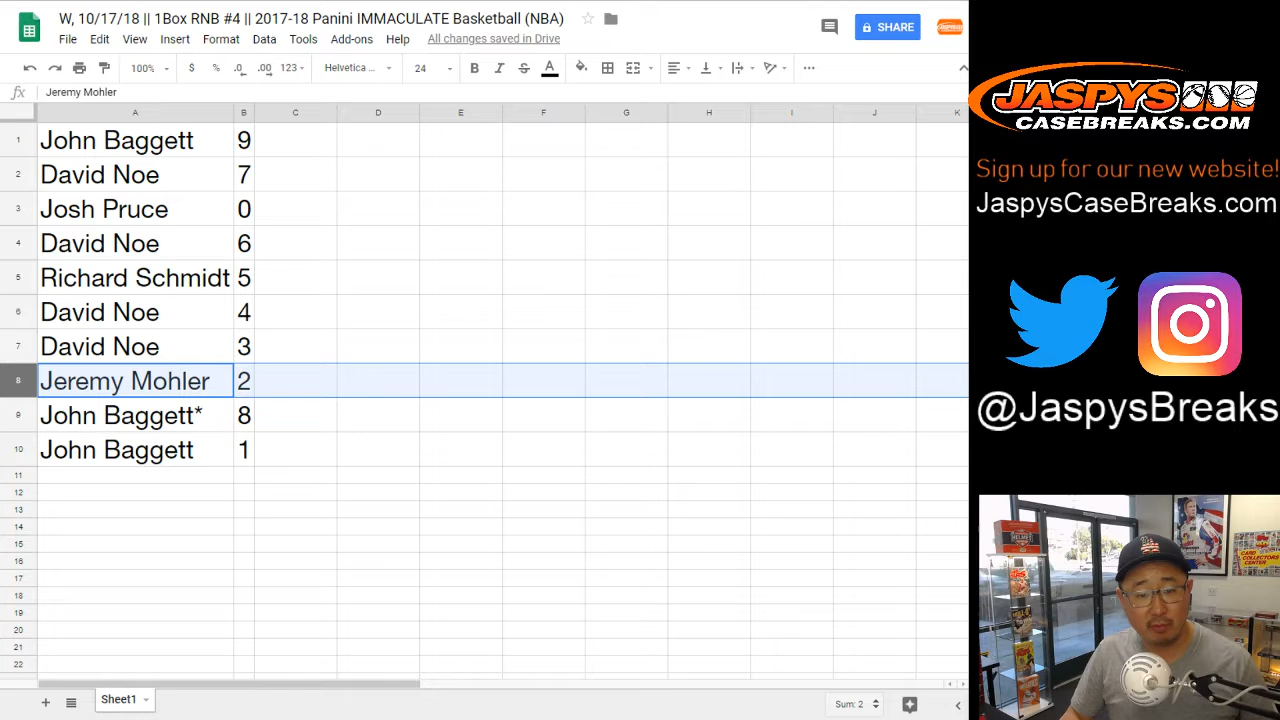 W, 10/17/18 || 1Box RNB #4 || 2017-18 Panini IMMACULATE Basketball (NBA)
File Edit View Insert Format Data Tools Add-ons Help All changes saved in Drive
SHARE
100% $ % .0 .00 123 Helvetica ... 24 B I S A
fx Jeremy Mohler
A B C D E F G H I J K
1 John Baggett 9
2 David Noe 7
3 Josh Pruce 0
4 David Noe 6
5 Richard Schmidt 5
6 David Noe 4
7 David Noe 3
8 Jeremy Mohler 2
9 John Baggett* 8
10 John Baggett 1
11
12
13
14
15
16
17
18
19
20
21
22
Sheet1
Sum: 2
JASPYS
CASEBREAKS.COM
Sign up for our new website!
JaspysCaseBreaks.com
@JaspysBreaks
CARD
COLLECTORS
CENTER